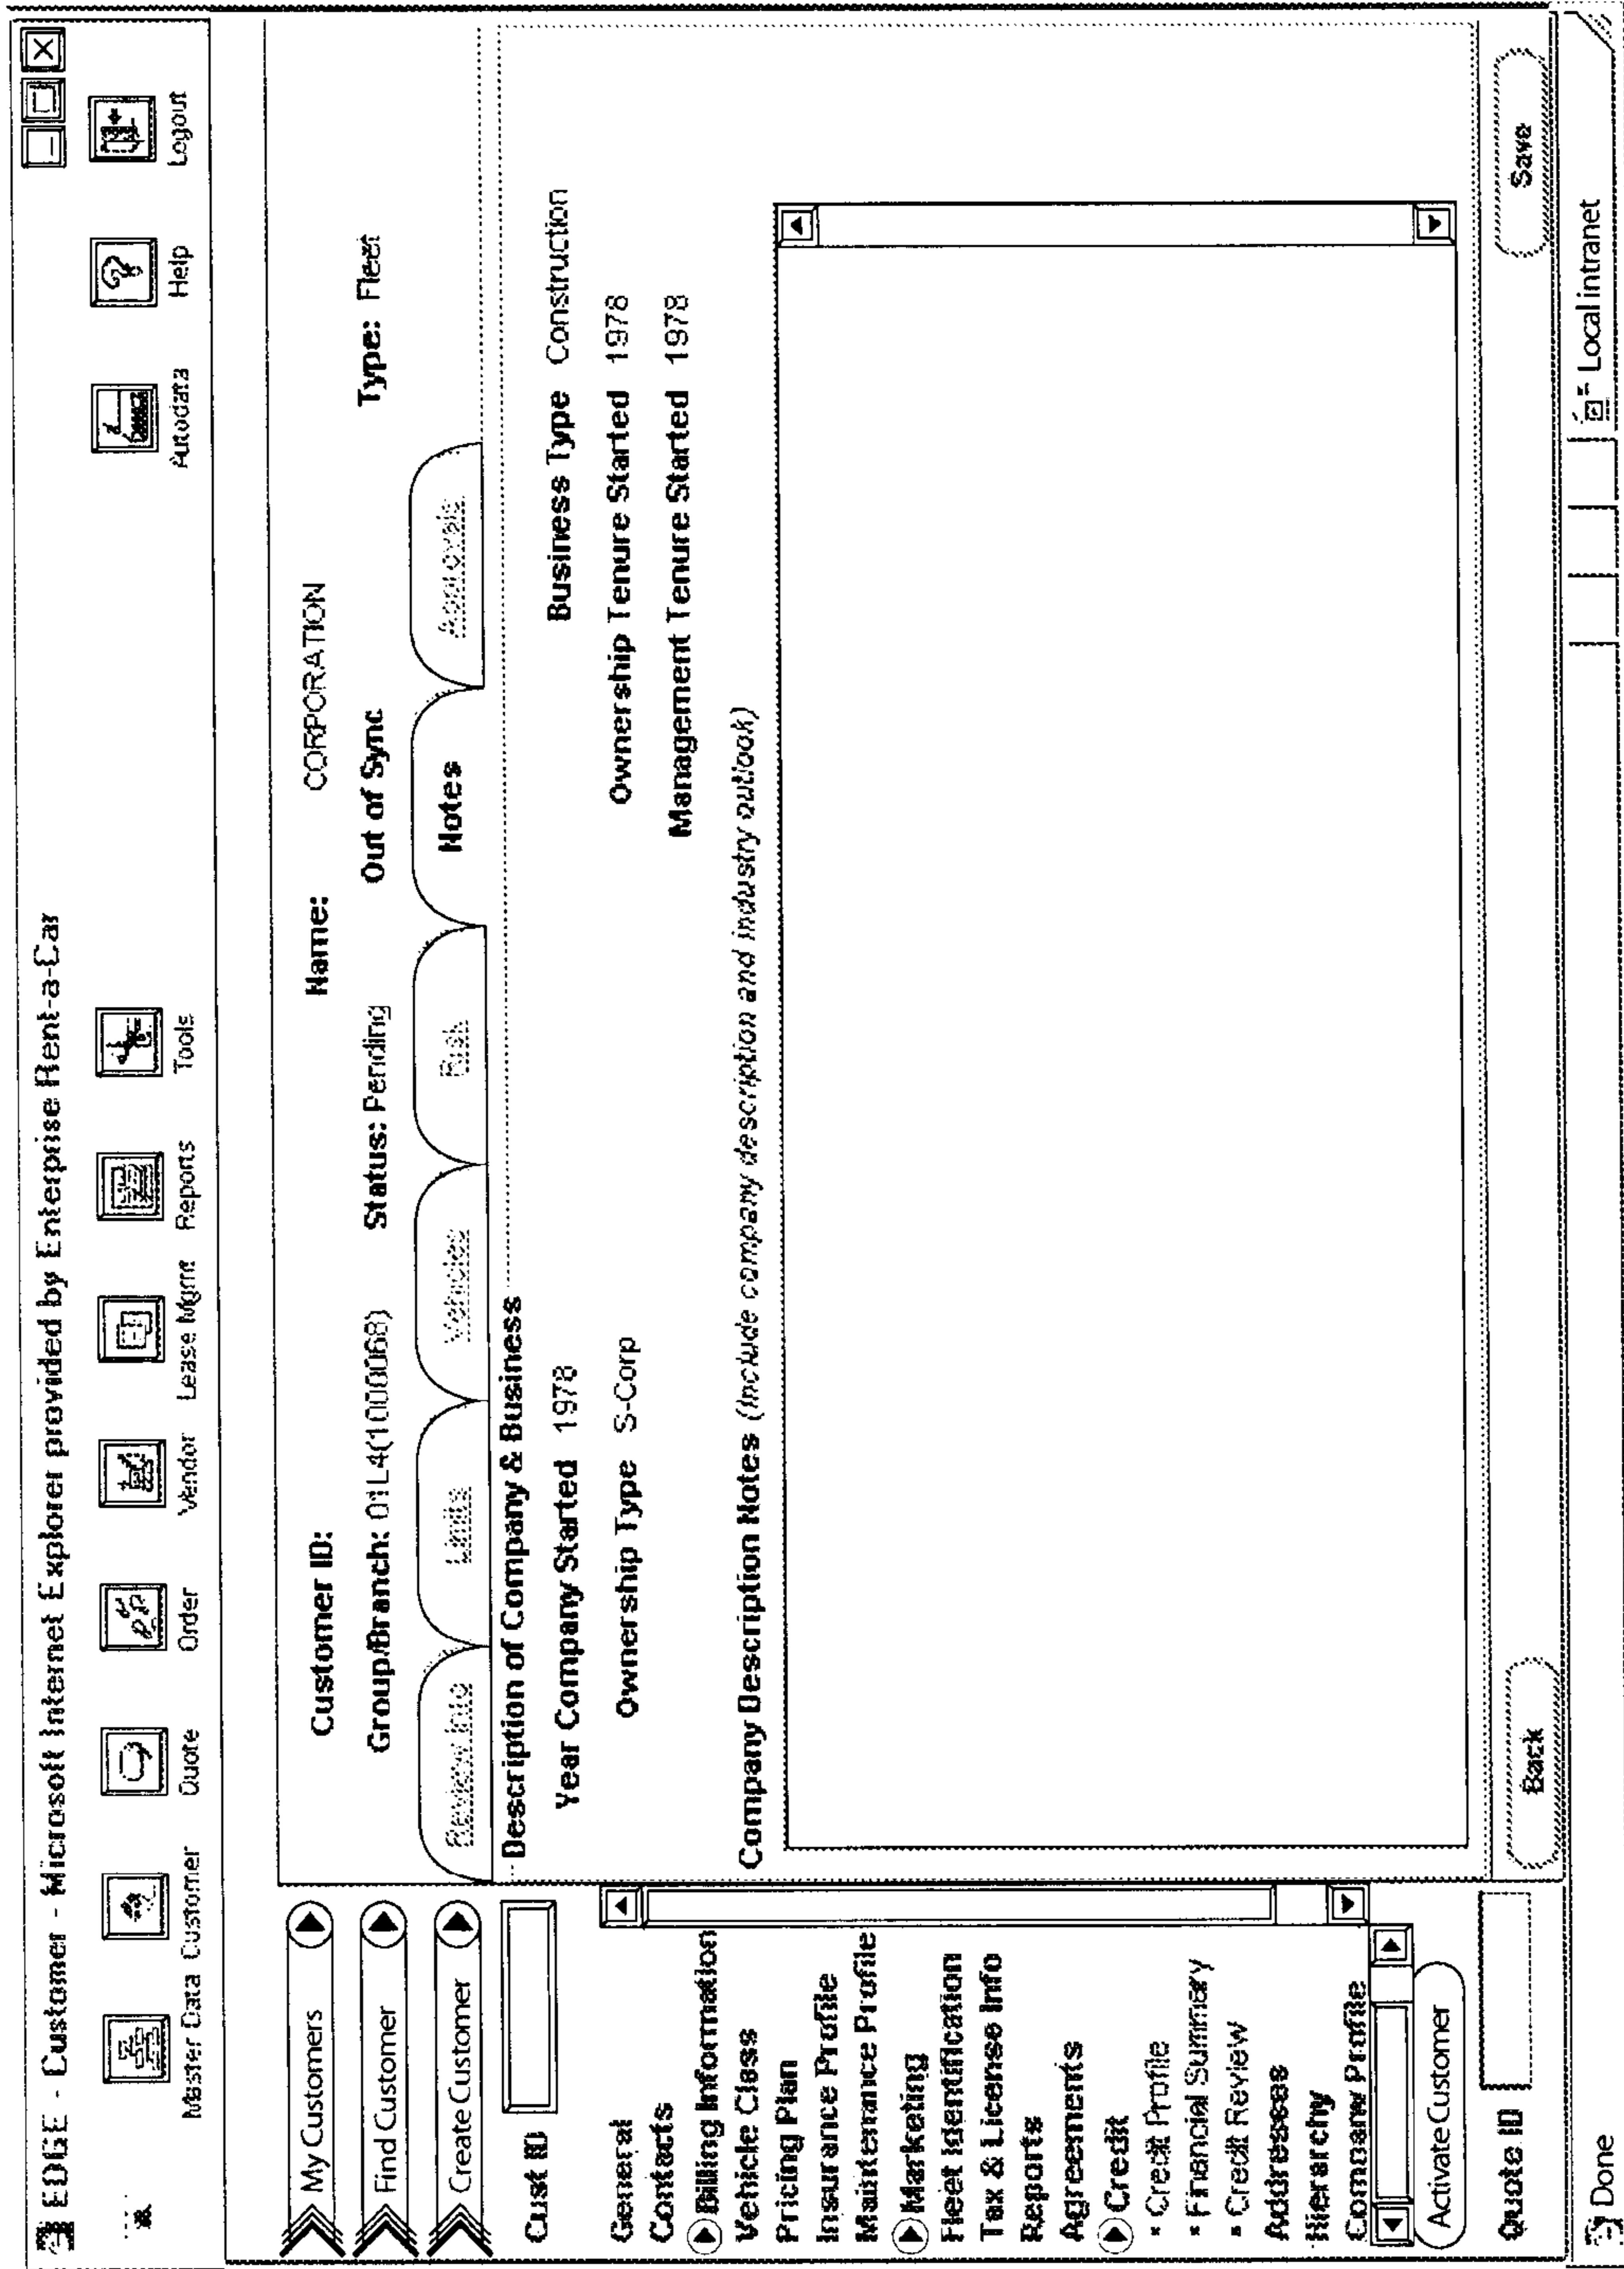 EDGE - Customer - Microsoft Internet Explorer provided by Enterprise Rent-a-Car
Master Data Customer Quote Order Vendor Lease Mgmt Reports Tools Autodata Help Logout
My Customers
Find Customer
Create Customer
Cust ID
General
Contacts
Billing Information
Vehicle Class
Pricing Plan
Insurance Profile
Maintenance Profile
Marketing
Fleet Identification
Tax & License Info
Reports
Agreements
Credit
Credit Profile
Financial Summary
Credit Review
Addresses
Hierarchy
Company Profile
Activate Customer
Quote ID
Customer ID: Name: CORPORATION
Group/Branch: 01L4(1000068) Status: Pending Out of Sync Type: Fleet
Review Info Limits Vehicles Risk Notes Approvals
Description of Company & Business
Year Company Started 1978 Business Type Construction
Ownership Type S-Corp Ownership Tenure Started 1978
Management Tenure Started 1978
Company Description Notes (Include company description and industry outlook)
Back Save
Done Local intranet